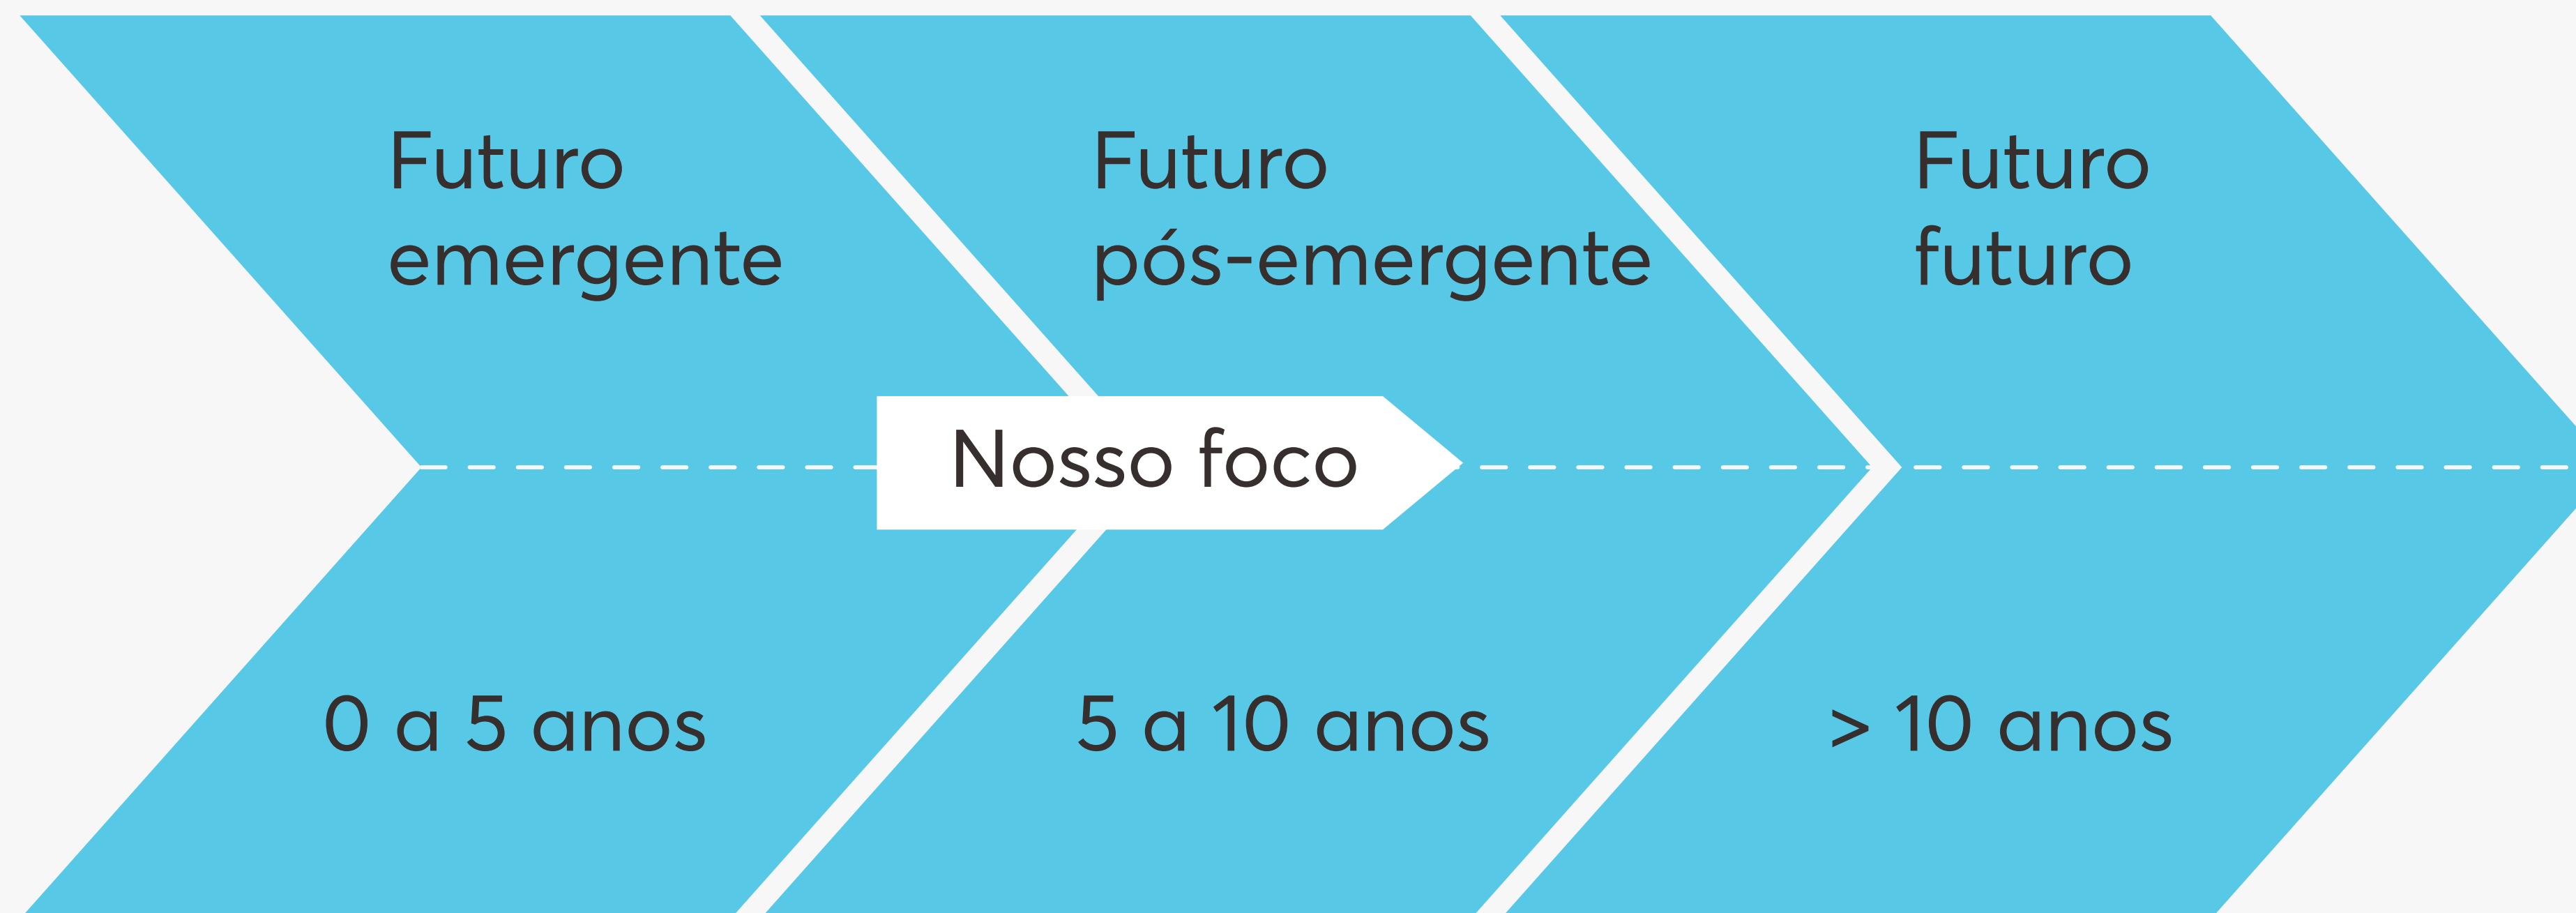 Futuro
emergente
0 a 5 anos
Nosso foco
Futuro
pós-emergente
5 a 10 anos
Futuro
futuro
> 10 anos